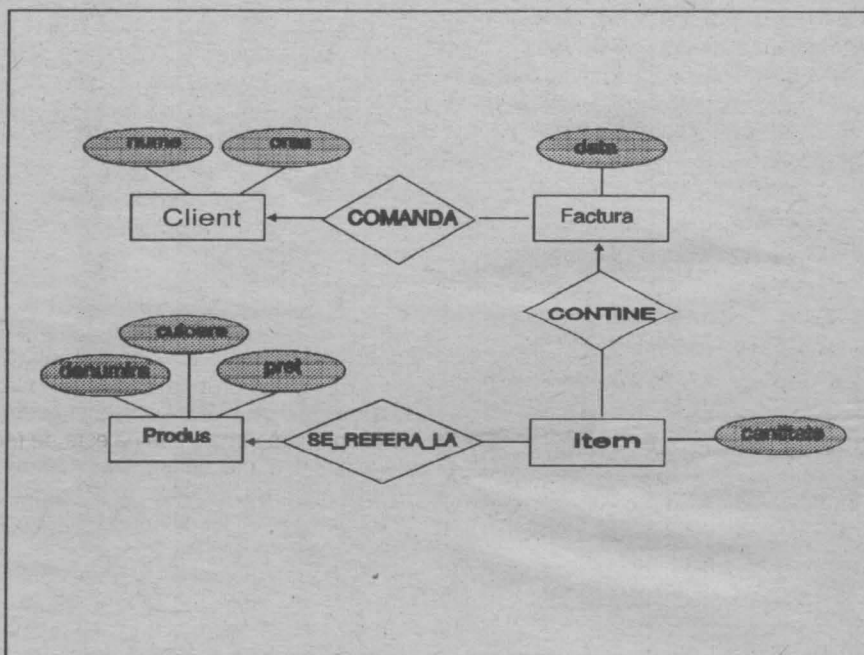 nume
oras
data
Client
COMANDA
Factura
CONTINE
culoare
denumire
pret
Produs
SE_REFERA_LA
Item
cantitate